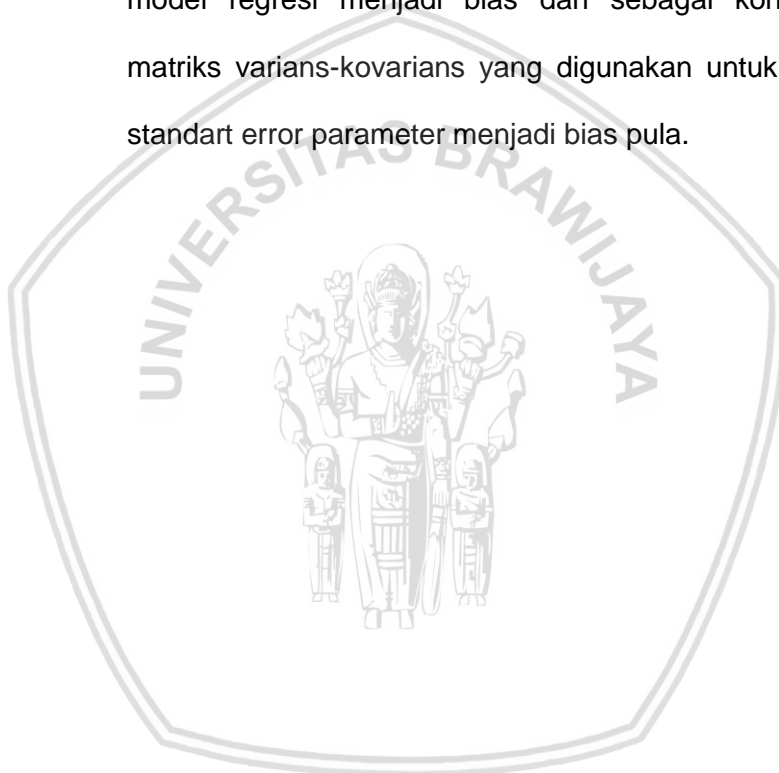 model regresi menjadi bias dan sebagai kon
matriks varians-kovarians yang digunakan untuk
standart error parameter menjadi bias pula.
UNIVERSITAS BRAWIJAYA